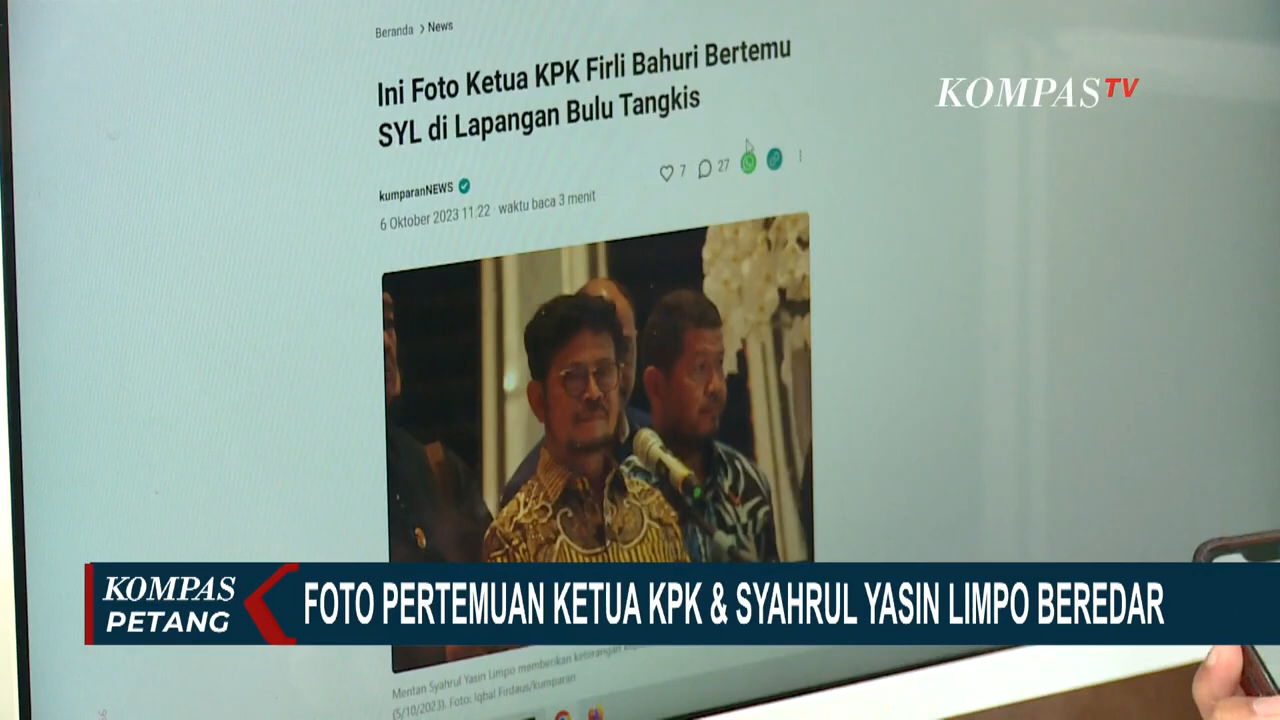 Beranda > News
Ini Foto Ketua KPK Firli Bahuri Bertemu
SYL di Lapangan Bulu Tangkis
KOMPASTV
7
27
kumparanNEWS
6 Oktober 2023 11:22 · waktu baca 3 menit
KOMPAS
PETANG
FOTO PERTEMUAN KETUA KPK & SYAHRUL YASIN LIMPO BEREDAR
Mentan Syahrul Yasin Limpo memberikan keterangan
(5/10/2023). Foto: Iqbal Firdaus/kumparan